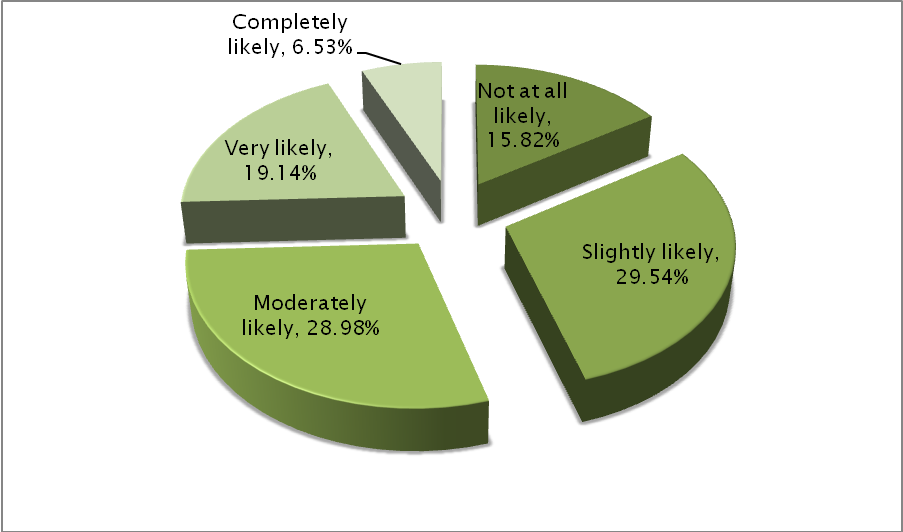 Completely
likely, 6.53%
Not at all
likely,
15.82%
Very likely,
19.14%
Slightly likely,
29.54%
Moderately
likely, 28.98%